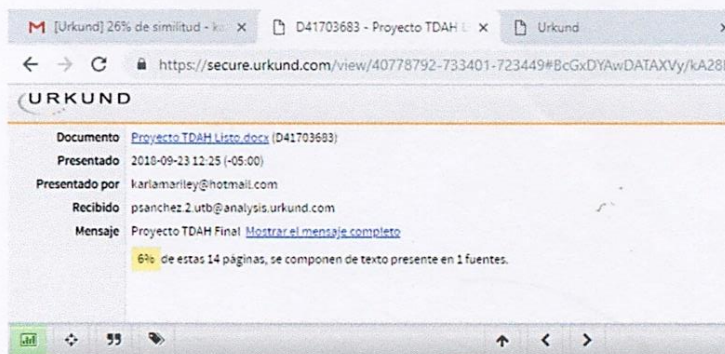 [Urkund] 26% de similitud - k
D41703683 - Proyecto TDAH
Urkund
https://secure.urkund.com/view/40778792-733401-723449#BcGxDYAwDATAXVy/kA28
URKUND
Documento Proyecto TDAH Listo.docx (D41703683)
Presentado 2018-09-23 12:25 (-05:00)
Presentado por karlamariley@hotmail.com
Recibido psanchez.2.utb@analysis.urkund.com
Mensaje Proyecto TDAH Final Mostrar el mensaje completo
6% de estas 14 páginas, se componen de texto presente en 1 fuentes.